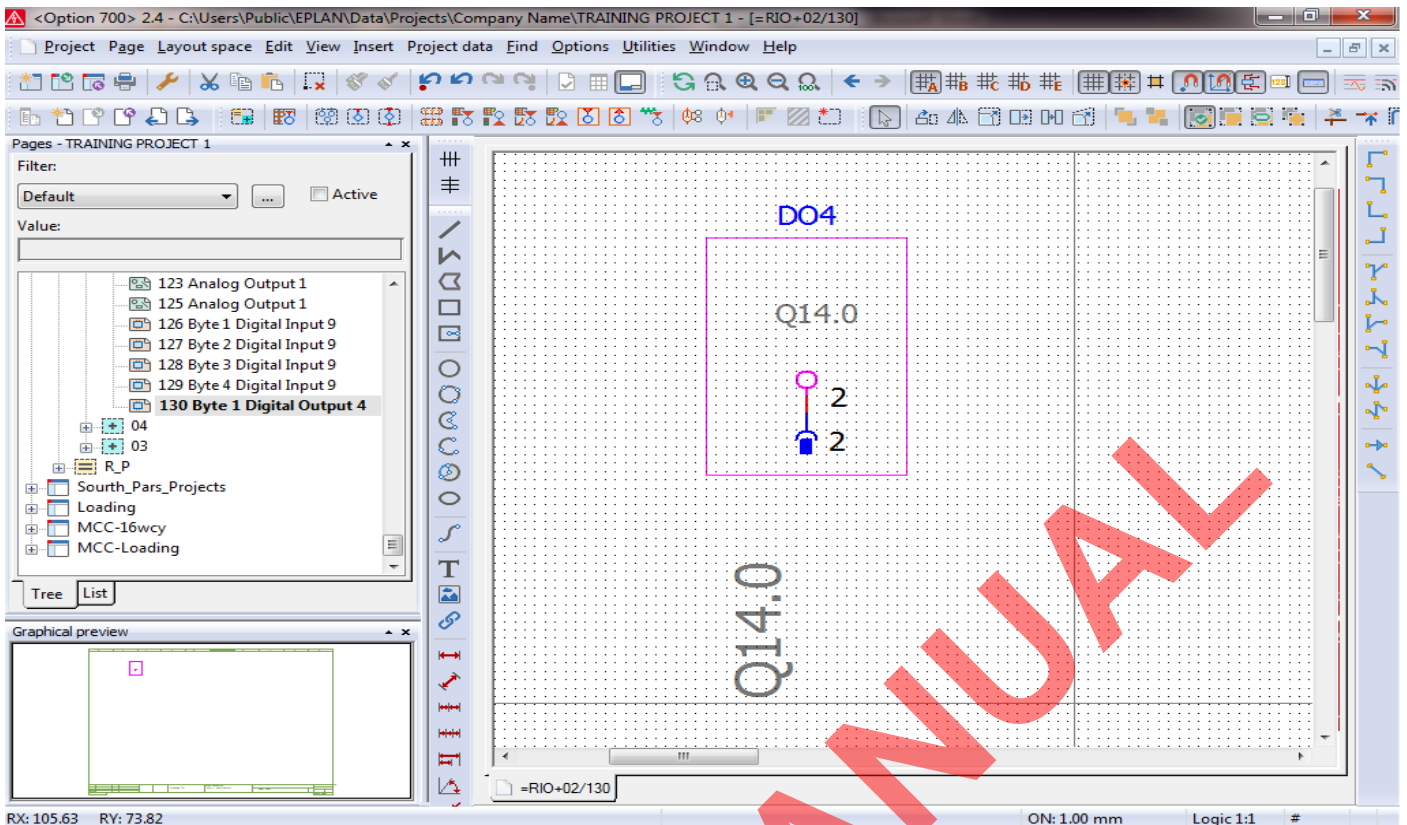 <Option 700> 2.4 - C:\Users\Public\EPLAN\Data\Projects\Company Name\TRAINING PROJECT 1 - [=RIO+02/130]
Project Page Layout space Edit View Insert Project data Find Options Utilities Window Help
Pages - TRAINING PROJECT 1
Filter:
Default
...
Active
Value:
123 Analog Output 1
125 Analog Output 1
126 Byte 1 Digital Input 9
127 Byte 2 Digital Input 9
128 Byte 3 Digital Input 9
129 Byte 4 Digital Input 9
130 Byte 1 Digital Output 4
04
03
R_P
Sourth_Pars_Projects
Loading
MCC-16wcy
MCC-Loading
Tree List
Graphical preview
DO4
Q14.0
2
2
Q14.0
=RIO+02/130
RX: 105.63 RY: 73.82 ON: 1.00 mm Logic 1:1 #
ANUAL